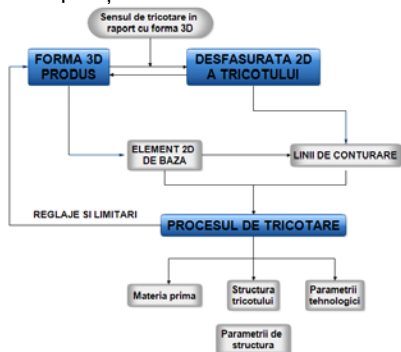 Sensul de tricotare in
raport cu forma 3D
FORMA 3D
PRODUS
DESFASURATA 2D
A TRICOTULUI
ELEMENT 2D
DE BAZA
LINII DE CONTURARE
REGLAJE SI LIMITARI
PROCESUL DE TRICOTARE
Materia prima
Structura
tricotului
Parametrii
tehnologici
Parametrii de
structura